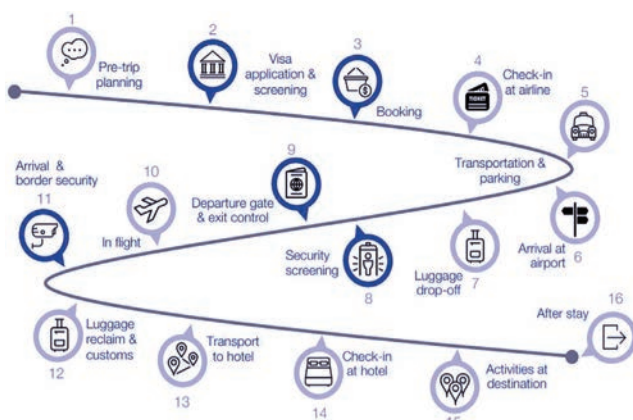 1
Pre-trip
planning
2
Visa
application &
screening
3
Booking
4
Check-in
at airline
TICKET
5
Transportation &
parking
Arrival at
airport
6
Luggage
drop-off
7
Security
screening
8
9
Departure gate
& exit control
10
In flight
Arrival &
border security
11
Luggage
reclaim &
customs
12
Transport
to hotel
13
Check-in
at hotel
14
Activities at
destination
15
After stay
16